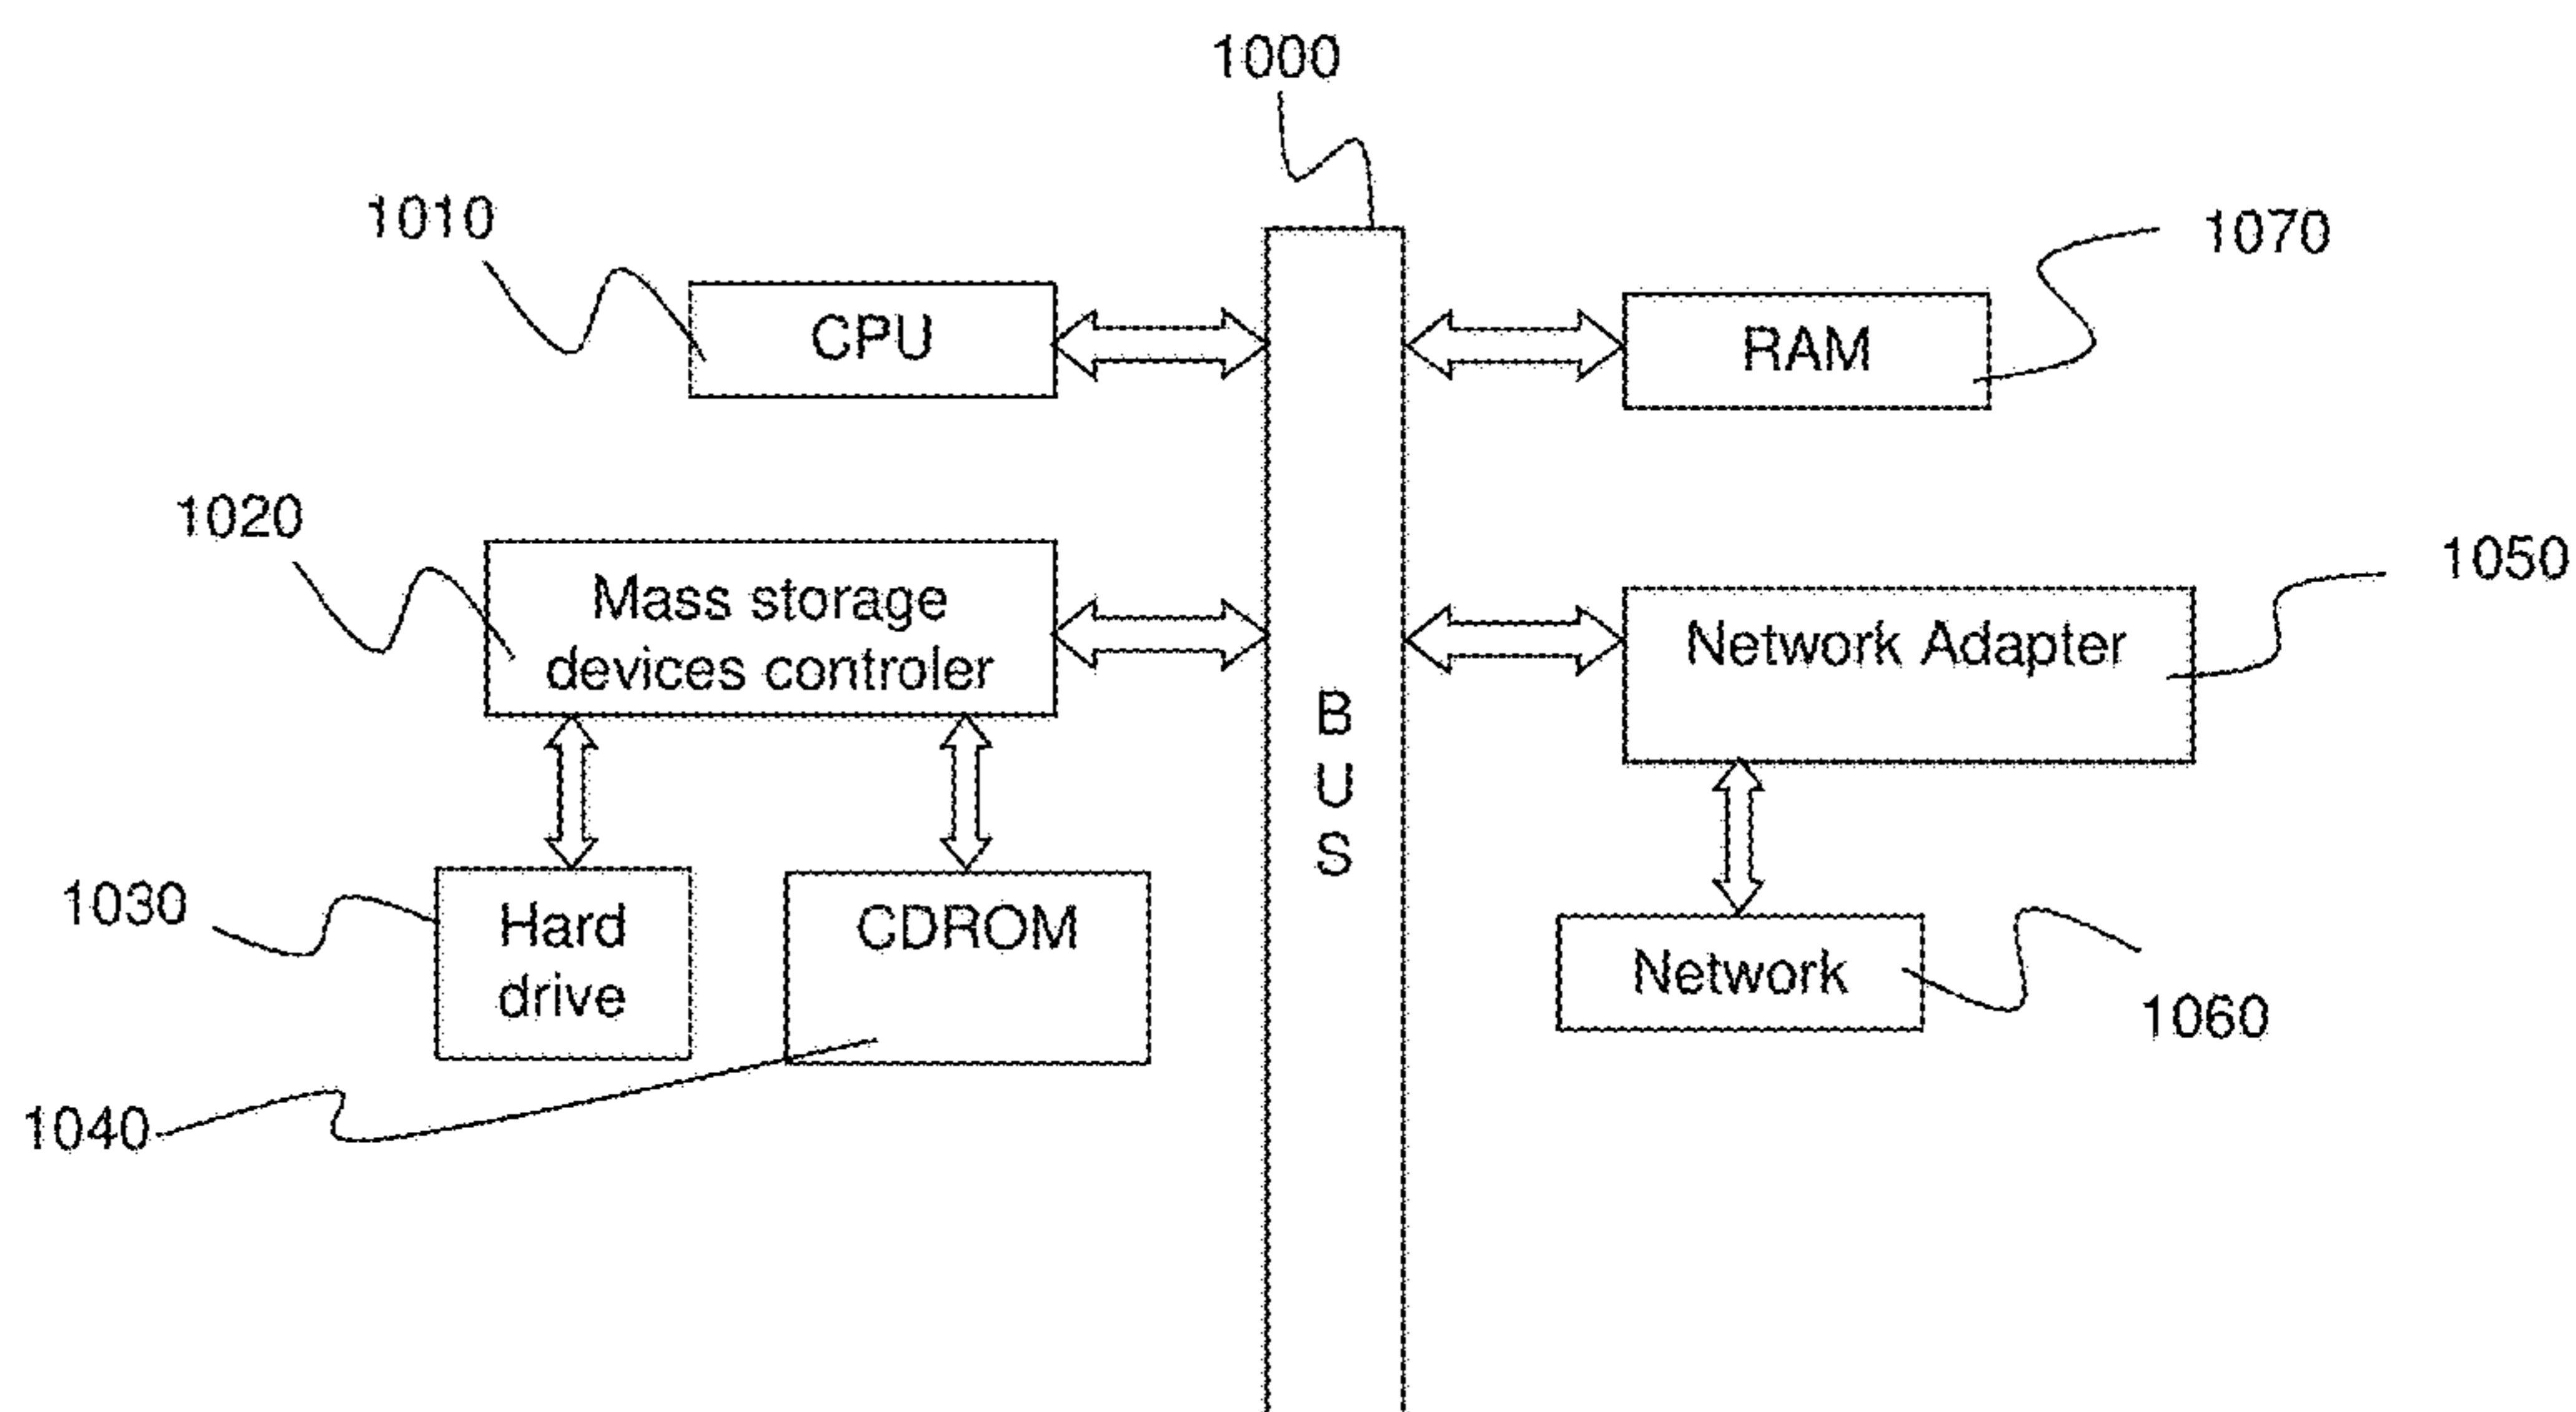 1000
1010
1070
CPU
RAM
1020
1050
Mass storage
devices controler
Network Adapter
B
U
S
1030
Hard
drive
CDROM
Network
1060
1040